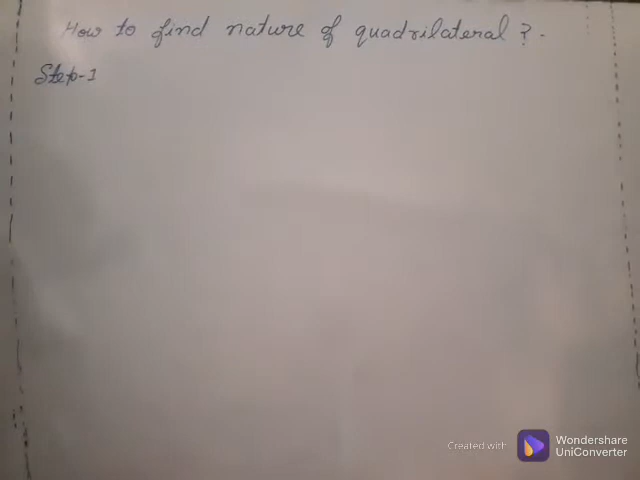 How to find nature of quadrilateral ?.
Step-1
Created with Wondershare
UniConverter